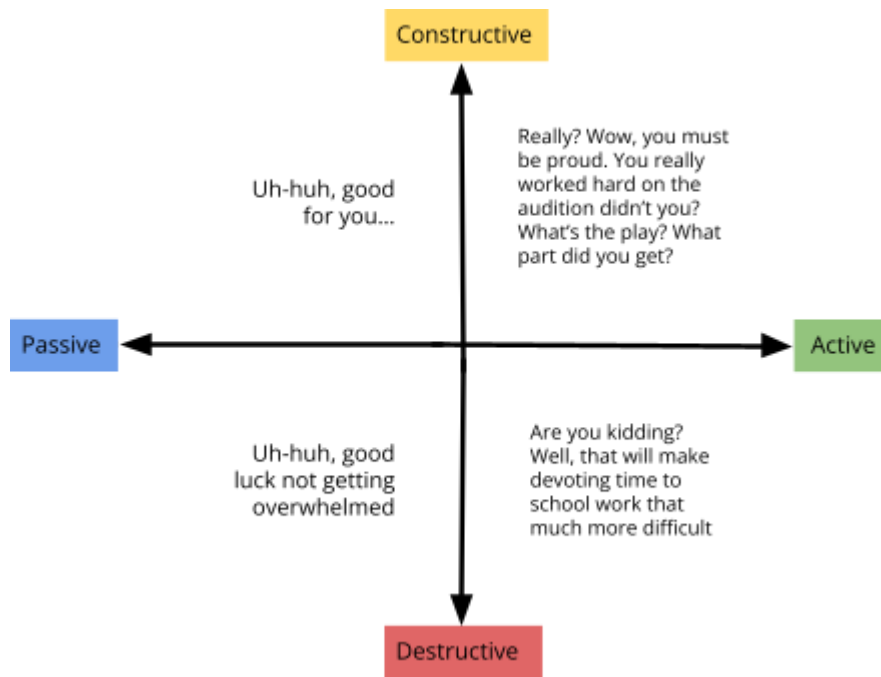 Constructive
Uh-huh, good
for you...
Really? Wow, you must
be proud. You really
worked hard on the
audition didn’t you?
What’s the play? What
part did you get?
Passive
Active
Uh-huh, good
luck not getting
overwhelmed
Are you kidding?
Well, that will make
devoting time to
school work that
much more difficult
Destructive